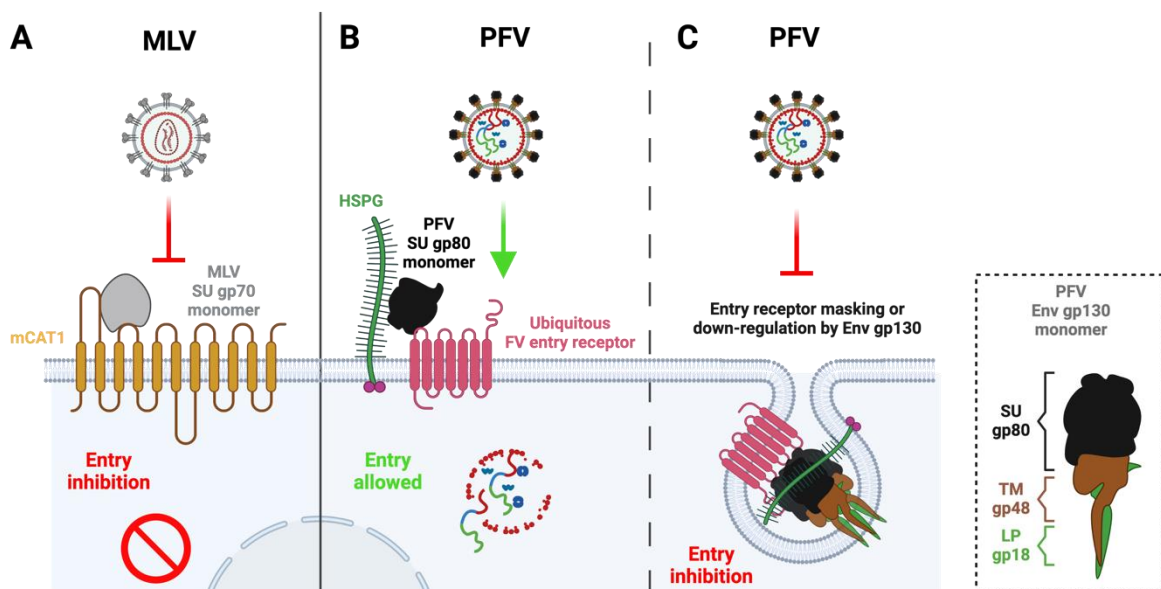 A
MLV
MLV
SU gp70
monomer
mCAT1
Entry
inhibition
B
PFV
HSPG
PFV
SU gp80
monomer
Ubiquitous
FV entry receptor
Entry
allowed
C
PFV
Entry receptor masking or
down-regulation by Env gp130
Entry
inhibition
PFV
Env gp130
monomer
SU
gp80
TM
gp48
LP
gp18